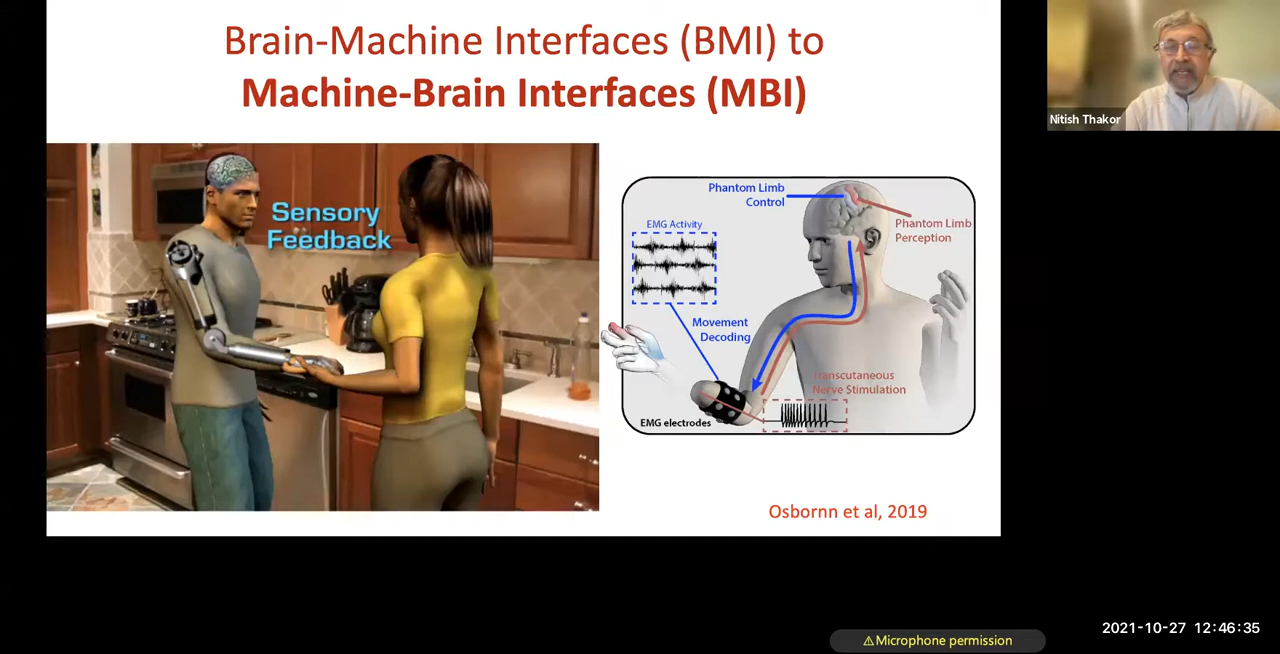 Brain-Machine Interfaces (BMI) to
Machine-Brain Interfaces (MBI)
Nitish Thakor
Sensory
Feedback
Phantom Limb
Control
Phantom Limb
Perception
EMG Activity
Movement
Decoding
Transcutaneous
Nerve Stimulation
EMG electrodes
Osbornn et al, 2019
2021-10-27 12:46:35
⚠Microphone permission